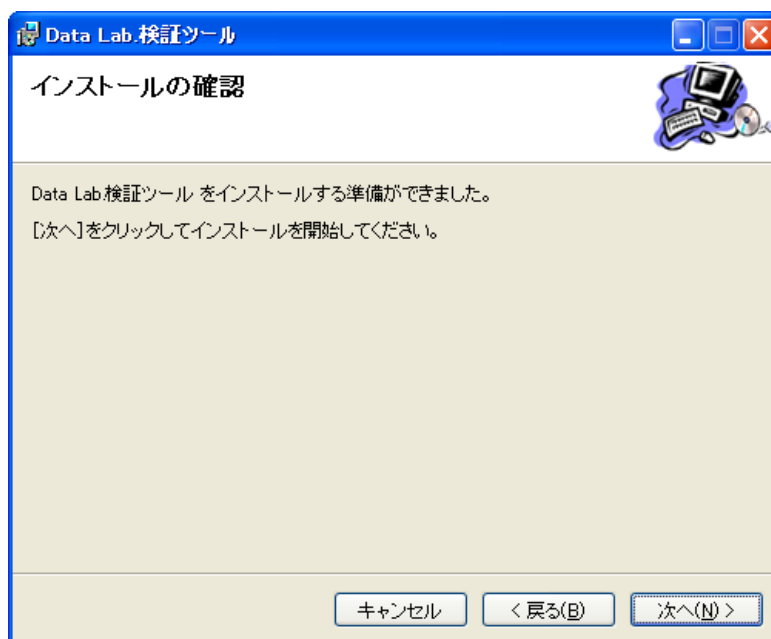 Data Lab.検証ツール
インストールの確認
Data Lab.検証ツール をインストールする準備ができました。
[次へ]をクリックしてインストールを開始してください。
キャンセル
< 戻る(B)
次へ(N) >